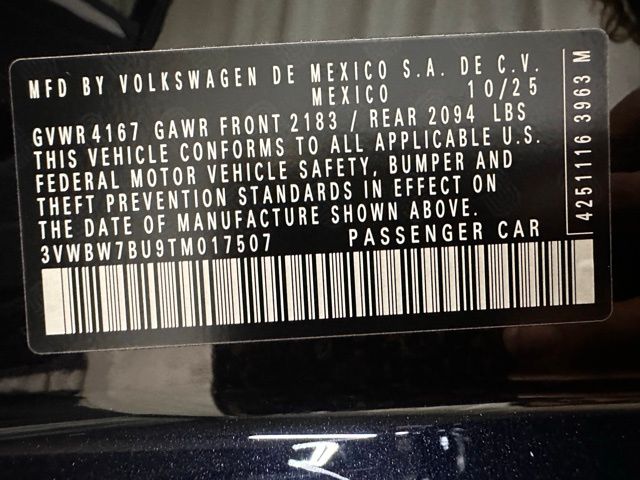 MFD BY VOLKSWAGEN DE MEXICO S.A. DE C.V.
MEXICO 10/25
GVWR 4167 GAWR FRONT 2183 / REAR 2094 LBS
THIS VEHICLE CONFORMS TO ALL APPLICABLE U.S.
FEDERAL MOTOR VEHICLE SAFETY, BUMPER AND
THEFT PREVENTION STANDARDS IN EFFECT ON
THE DATE OF MANUFACTURE SHOWN ABOVE.
3VWBW7BU9TM017507 PASSENGER CAR
4251116 3963 M